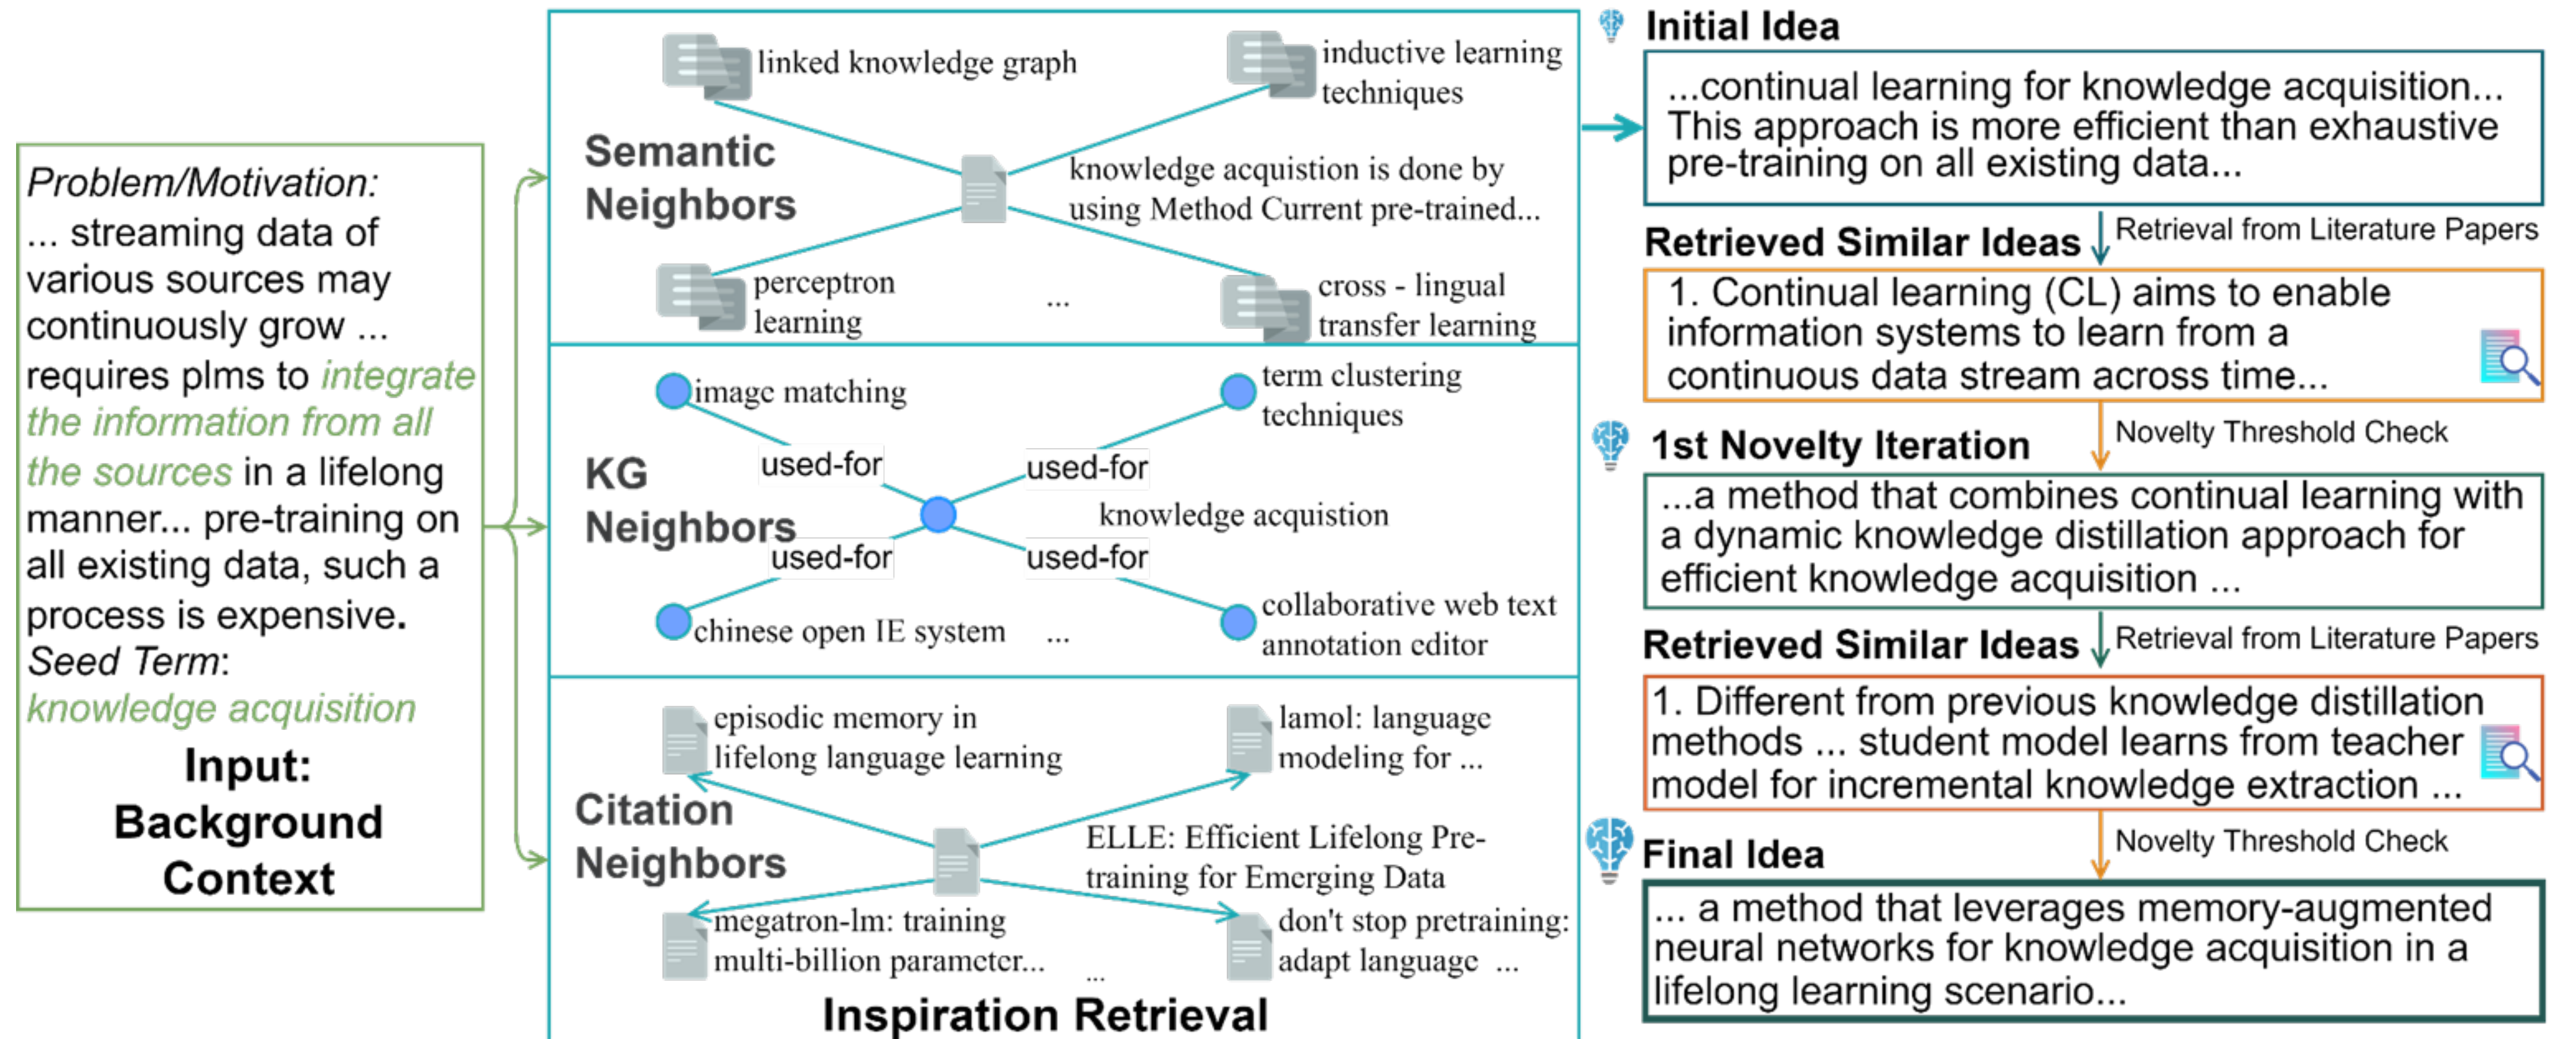 Problem/Motivation:
... streaming data of
various sources may
continuously grow ...
requires plms to integrate
the information from all
the sources in a lifelong
manner... pre-training on
all existing data, such a
process is expensive.
Seed Term:
knowledge acquisition
Input:
Background
Context
Semantic
Neighbors
linked knowledge graph
inductive learning
techniques
knowledge acquistion is done by
using Method Current pre-trained...
perceptron
learning
...
cross - lingual
transfer learning
KG
Neighbors
image matching
term clustering
techniques
used-for
used-for
knowledge acquistion
used-for
used-for
chinese open IE system
...
collaborative web text
annotation editor
Citation
Neighbors
episodic memory in
lifelong language learning
lamol: language
modeling for ...
ELLE: Efficient Lifelong Pre-
training for Emerging Data
megatron-lm: training
multi-billion parameter...
...
don't stop pretraining:
adapt language ...
Inspiration Retrieval
Initial Idea
...continual learning for knowledge acquisition...
This approach is more efficient than exhaustive
pre-training on all existing data...
Retrieved Similar Ideas
Retrieval from Literature Papers
1. Continual learning (CL) aims to enable
information systems to learn from a
continuous data stream across time...
Novelty Threshold Check
1st Novelty Iteration
...a method that combines continual learning with
a dynamic knowledge distillation approach for
efficient knowledge acquisition ...
Retrieved Similar Ideas
Retrieval from Literature Papers
1. Different from previous knowledge distillation
methods ... student model learns from teacher
model for incremental knowledge extraction ...
Novelty Threshold Check
Final Idea
... a method that leverages memory-augmented
neural networks for knowledge acquisition in a
lifelong learning scenario...